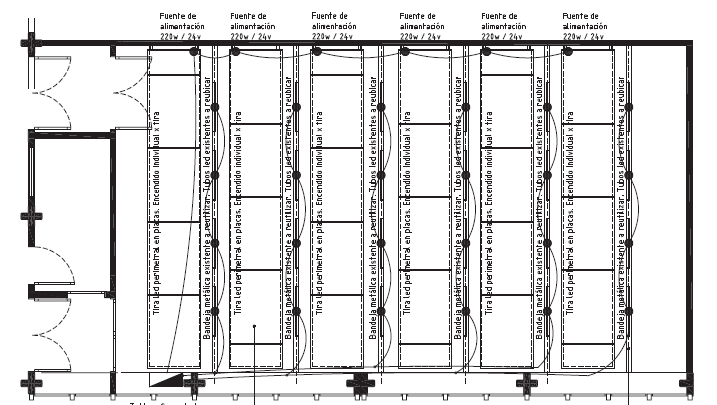 Fuente de
alimentación
220w / 24v
Fuente de
alimentación
220w / 24v
Fuente de
alimentación
220w / 24v
Fuente de
alimentación
220w / 24v
Fuente de
alimentación
220w / 24v
Fuente de
alimentación
220w / 24v
Tira led perimetral en placas. Encendido individual x tira
Bandeja metálica existente a reutilizar. Tubos led existentes a reubicar
Tira led perimetral en placas. Encendido individual x tira
Bandeja metálica existente a reutilizar. Tubos led existentes a reubicar
Tira led perimetral en placas. Encendido individual x tira
Bandeja metálica existente a reutilizar. Tubos led existentes a reubicar
Tira led perimetral en placas. Encendido individual x tira
Bandeja metálica existente a reutilizar. Tubos led existentes a reubicar
Tira led perimetral en placas. Encendido individual x tira
Bandeja metálica existente a reutilizar. Tubos led existentes a reubicar
Tira led perimetral en placas. Encendido individual x tira
Bandeja metálica existente a reutilizar. Tubos led existentes a reubicar